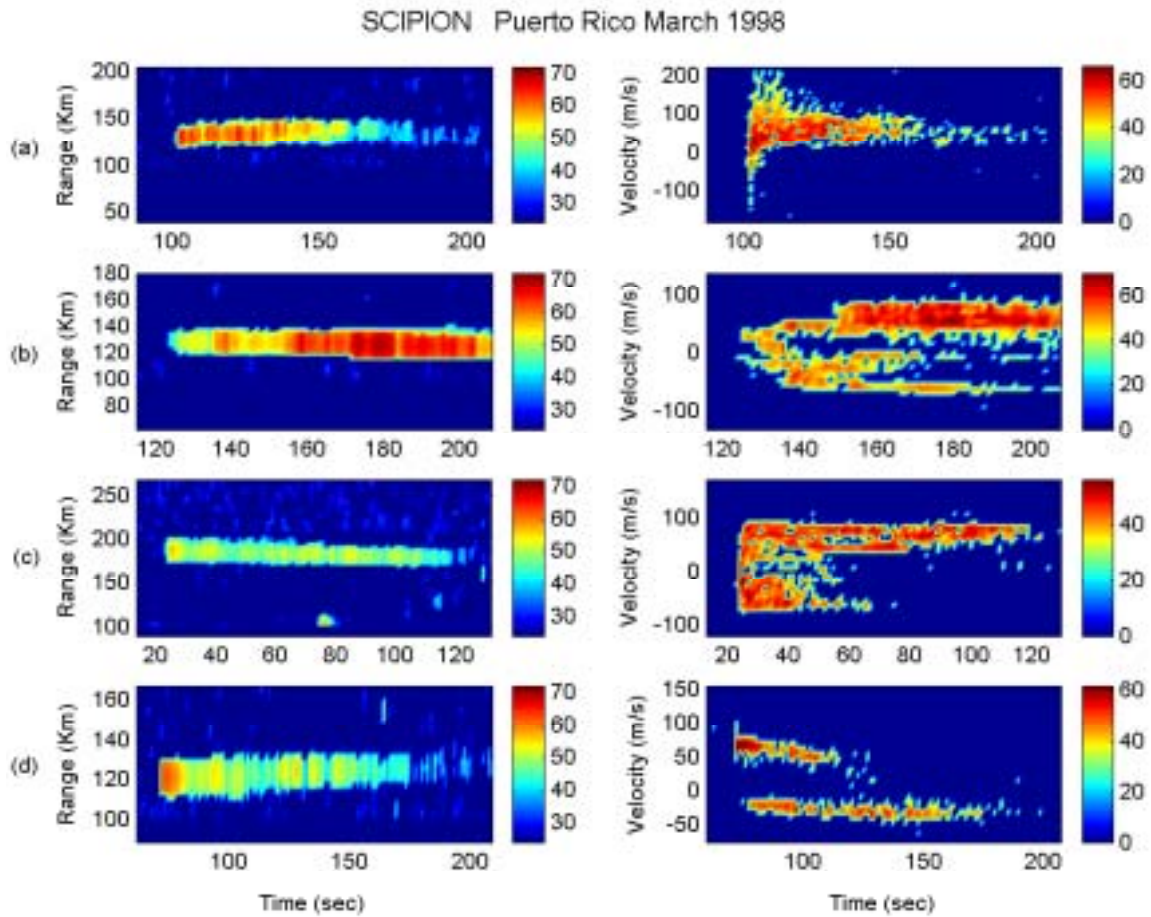 SCIPION Puerto Rico March 1998
(a)
Range (Km)
200
150
100
50
100 150 200
70
60
50
40
30
Velocity (m/s)
200
100
0
-100
100 150 200
60
40
20
0
(b)
Range (Km)
180
160
140
120
100
80
120 140 160 180 200
70
60
50
40
30
Velocity (m/s)
100
0
-100
120 140 160 180 200
60
40
20
0
(c)
Range (Km)
250
200
150
100
20 40 60 80 100 120
70
60
50
40
30
Velocity (m/s)
100
0
-100
20 40 60 80 100 120
40
20
0
(d)
Range (Km)
160
140
120
100
100 150 200
70
60
50
40
30
Time (sec)
Velocity (m/s)
150
100
50
0
-50
100 150 200
60
40
20
0
Time (sec)